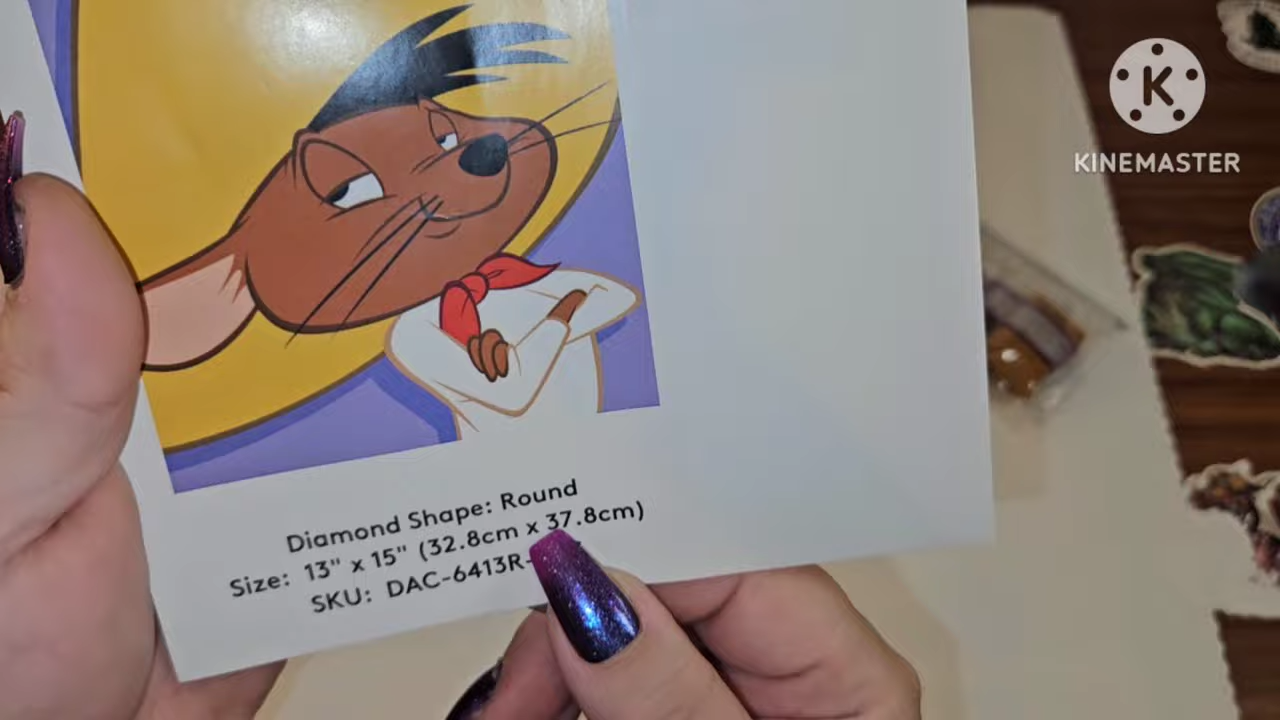 K
KINEMASTER
Diamond Shape: Round
Size: 13" x 15" (32.8cm x 37.8cm)
SKU: DAC-6413R-